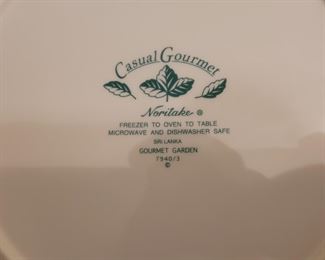 Casual Gourmet
Noritake ®
FREEZER TO OVEN TO TABLE
MICROWAVE AND DISHWASHER SAFE
SRI LANKA
GOURMET GARDEN
7940/3
©